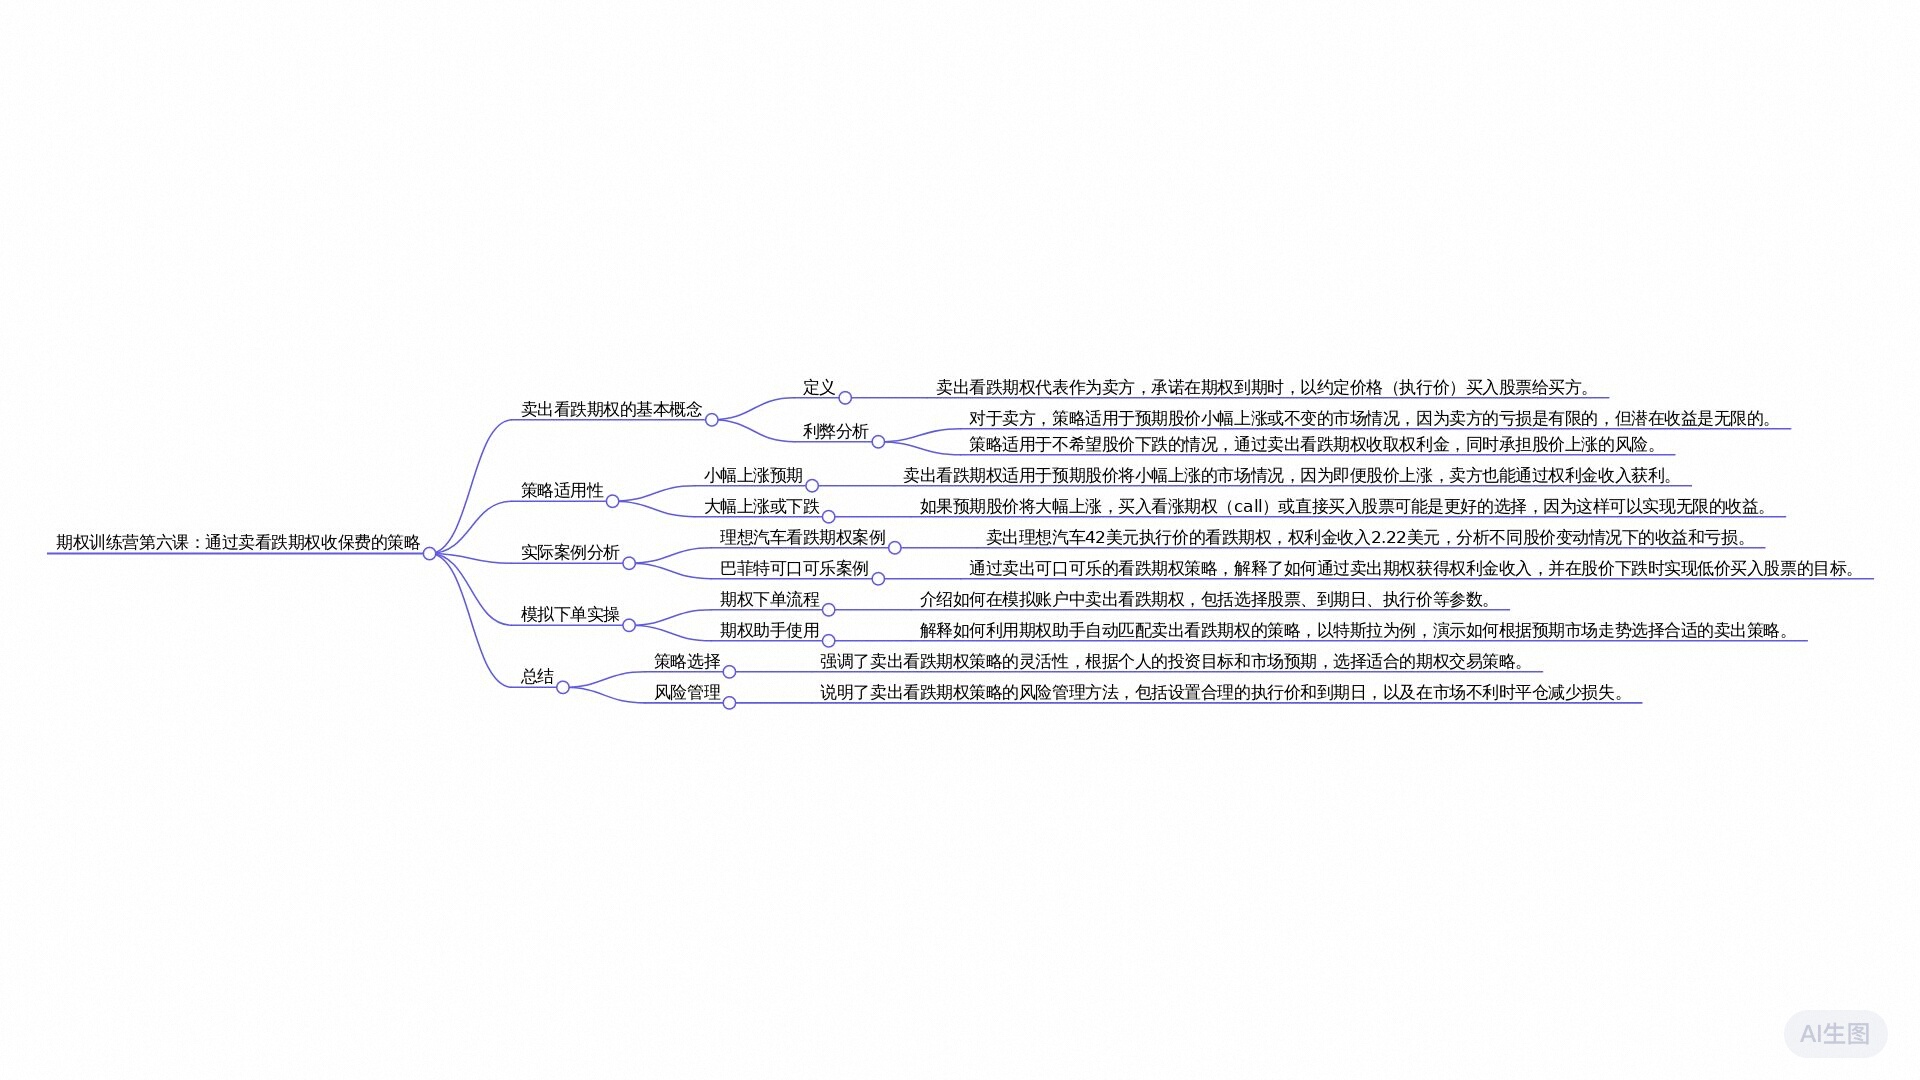 期权训练营第六课：通过卖看跌期权收保费的策略
卖出看跌期权的基本概念
定义
卖出看跌期权代表作为卖方，承诺在期权到期时，以约定价格（执行价）买入股票给买方。
利弊分析
对于卖方，策略适用于预期股价小幅上涨或不变的市场情况，因为卖方的亏损是有限的，但潜在收益是无限的。
策略适用于不希望股价下跌的情况，通过卖出看跌期权收取权利金，同时承担股价上涨的风险。
策略适用性
小幅上涨预期
卖出看跌期权适用于预期股价将小幅上涨的市场情况，因为即便股价上涨，卖方也能通过权利金收入获利。
大幅上涨或下跌
如果预期股价将大幅上涨，买入看涨期权（call）或直接买入股票可能是更好的选择，因为这样可以实现无限的收益。
实际案例分析
理想汽车看跌期权案例
卖出理想汽车42美元执行价的看跌期权，权利金收入2.22美元，分析不同股价变动情况下的收益和亏损。
巴菲特可口可乐案例
通过卖出可口可乐的看跌期权策略，解释了如何通过卖出期权获得权利金收入，并在股价下跌时实现低价买入股票的目标。
模拟下单实操
期权下单流程
介绍如何在模拟账户中卖出看跌期权，包括选择股票、到期日、执行价等参数。
期权助手使用
解释如何利用期权助手自动匹配卖出看跌期权的策略，以特斯拉为例，演示如何根据预期市场走势选择合适的卖出策略。
总结
策略选择
强调了卖出看跌期权策略的灵活性，根据个人的投资目标和市场预期，选择适合的期权交易策略。
风险管理
说明了卖出看跌期权策略的风险管理方法，包括设置合理的执行价和到期日，以及在市场不利时平仓减少损失。
AI生图